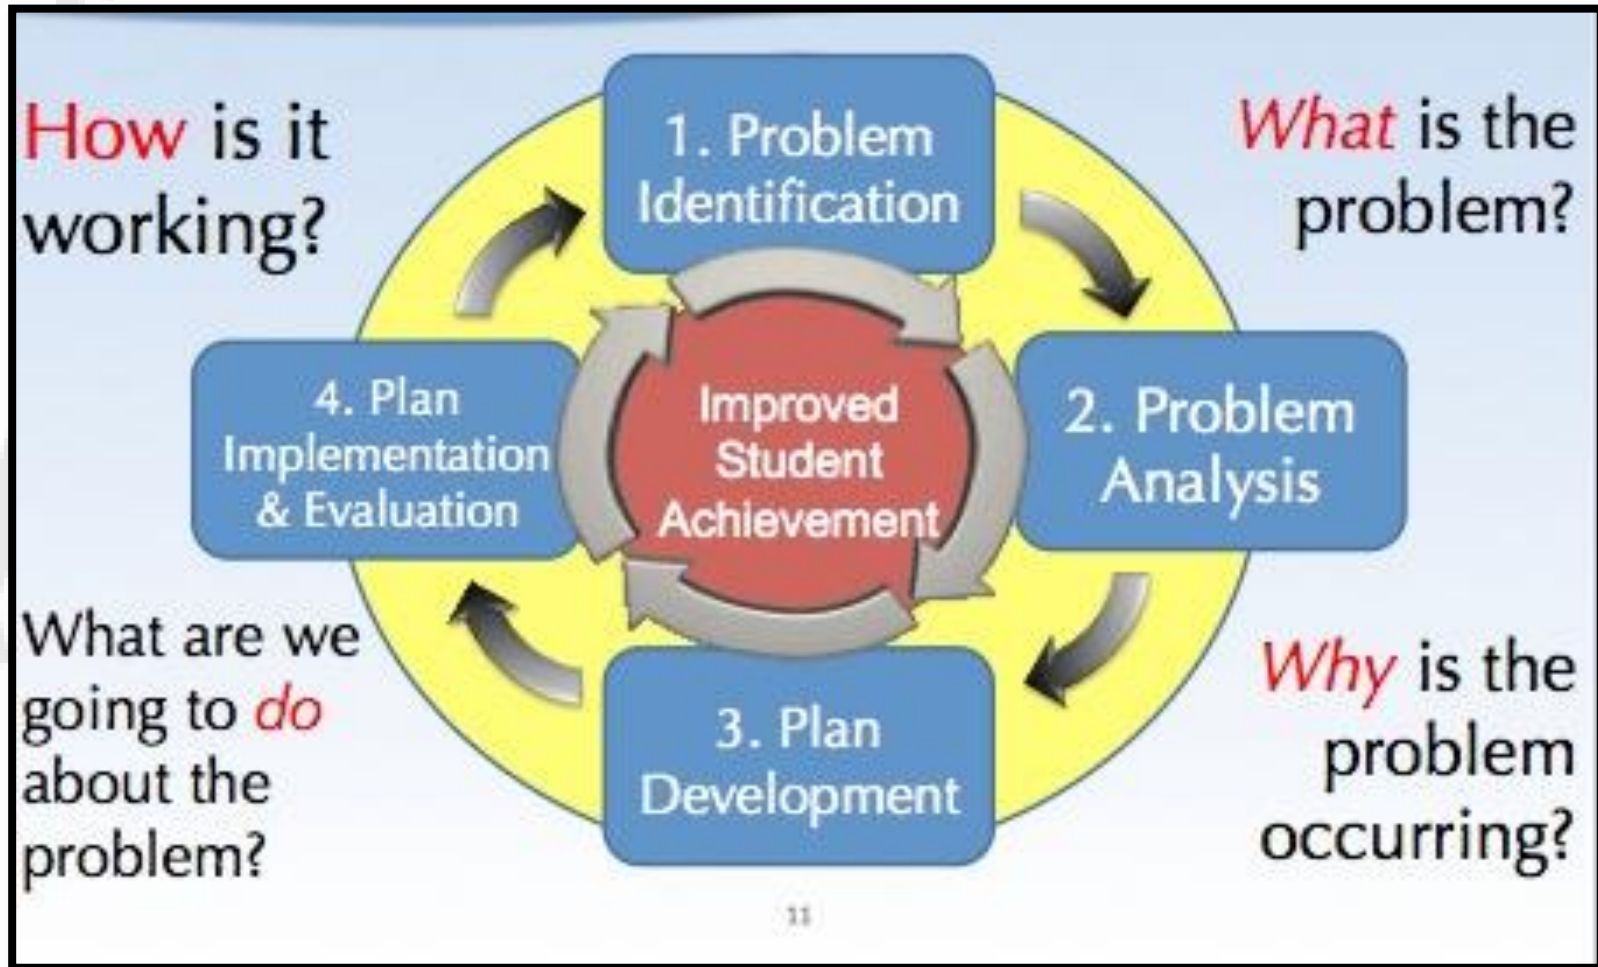 How is it
working?
1. Problem
Identification
What is the
problem?
4. Plan
Implementation
& Evaluation
Improved
Student
Achievement
2. Problem
Analysis
What are we
going to do
about the
problem?
3. Plan
Development
Why is the
problem
occurring?
11